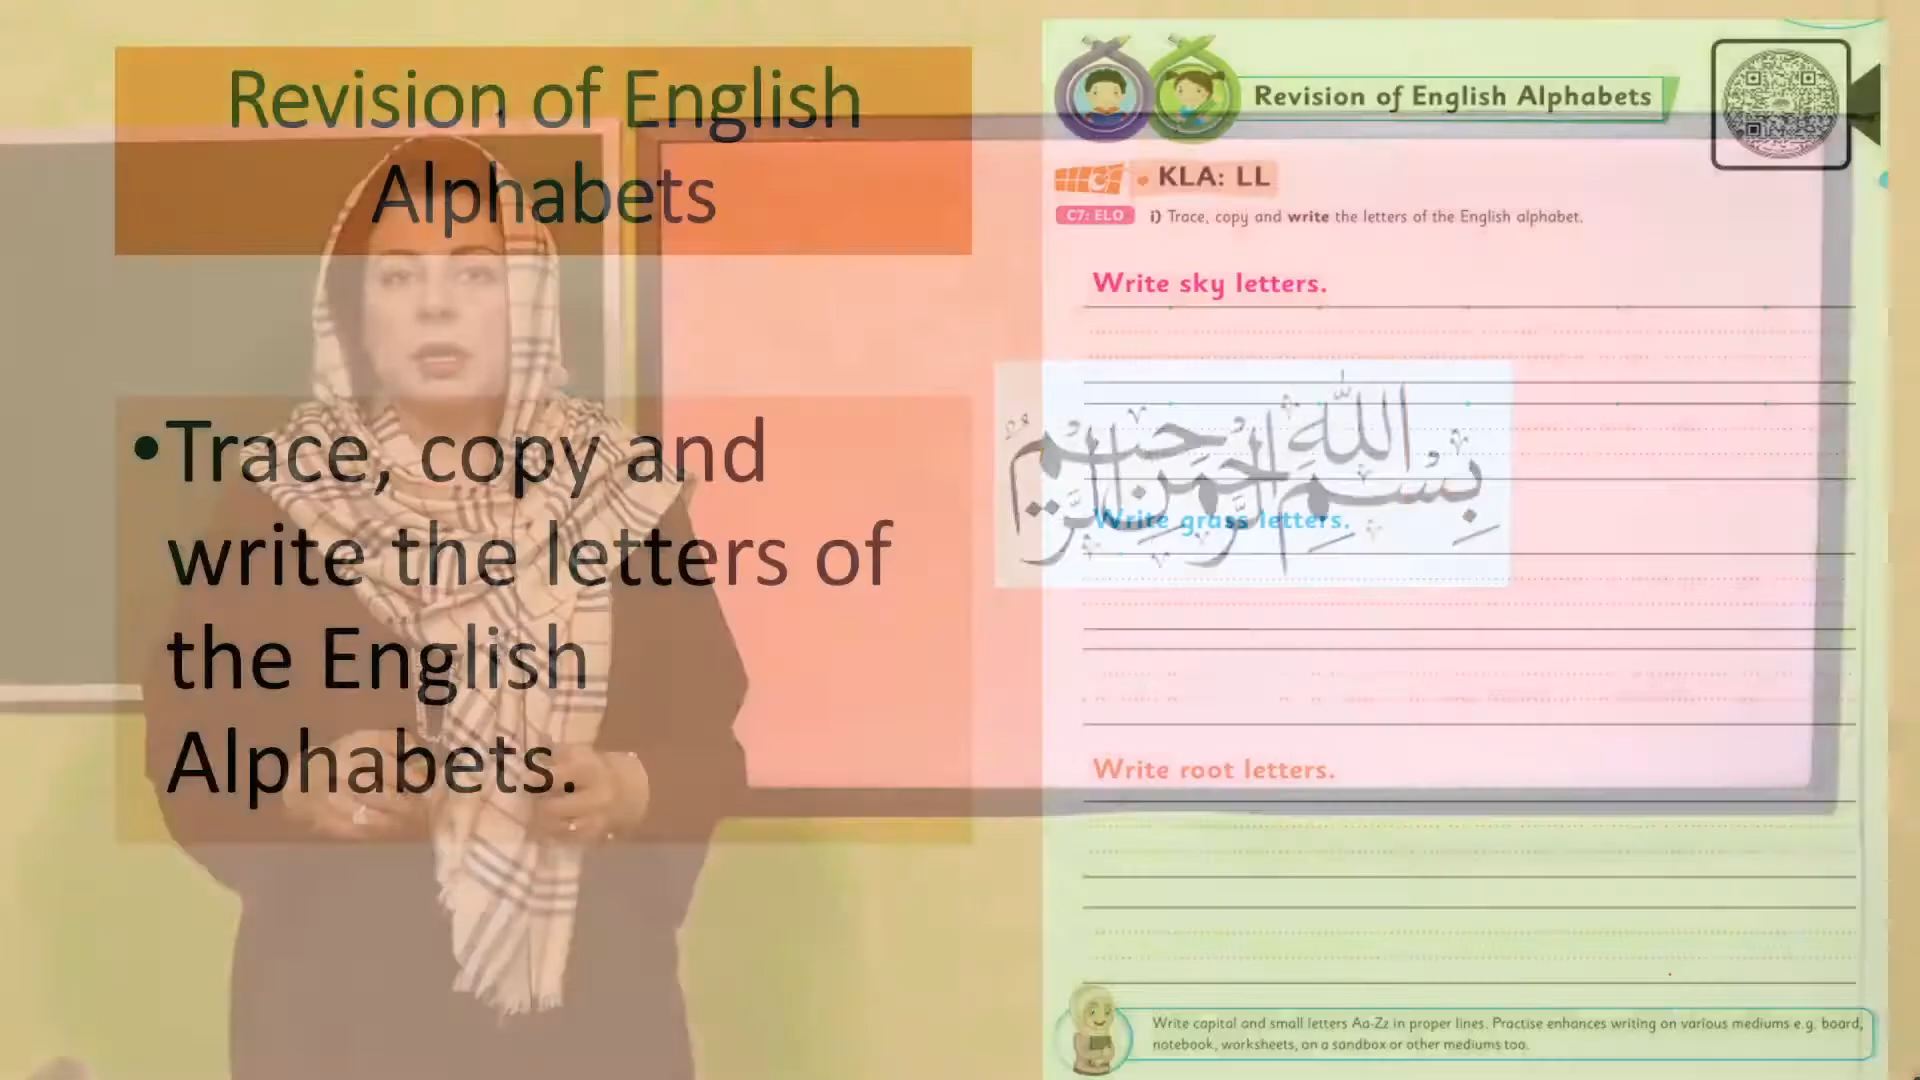 Revision of English
Alphabets
•Trace, copy and
write the letters of
the English
Alphabets.
Revision of English Alphabets
KLA: LL
C7: ELO i) Trace, copy and write the letters of the English alphabet.
Write sky letters.
بِسْمِ اللهِ الرَّحْمنِ الرَّحِيمِ
Write grass letters.
Write root letters.
Write capital and small letters Aa-Zz in proper lines. Practise enhances writing on various mediums e.g. board,
notebook, worksheets, on a sandbox or other mediums too.